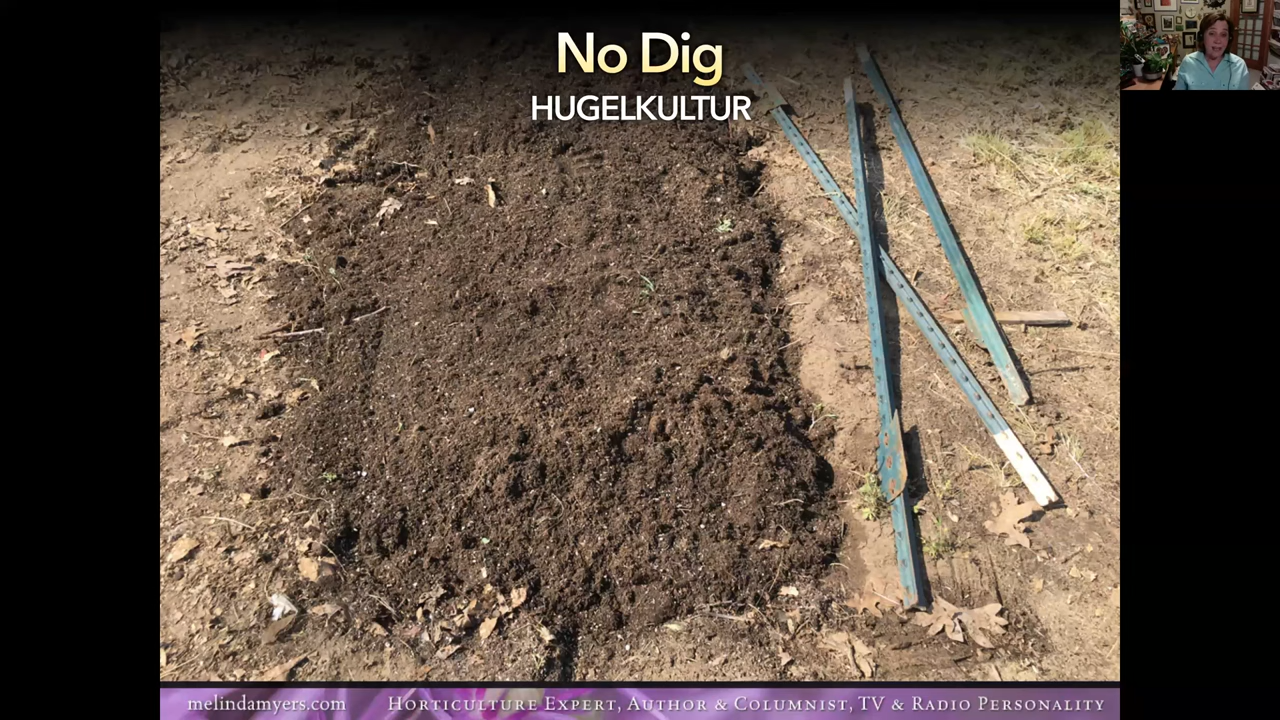 No Dig
HUGELKULTUR
melindamyers.com
HORTICULTURE EXPERT, AUTHOR & COLUMNIST, TV & RADIO PERSONALITY